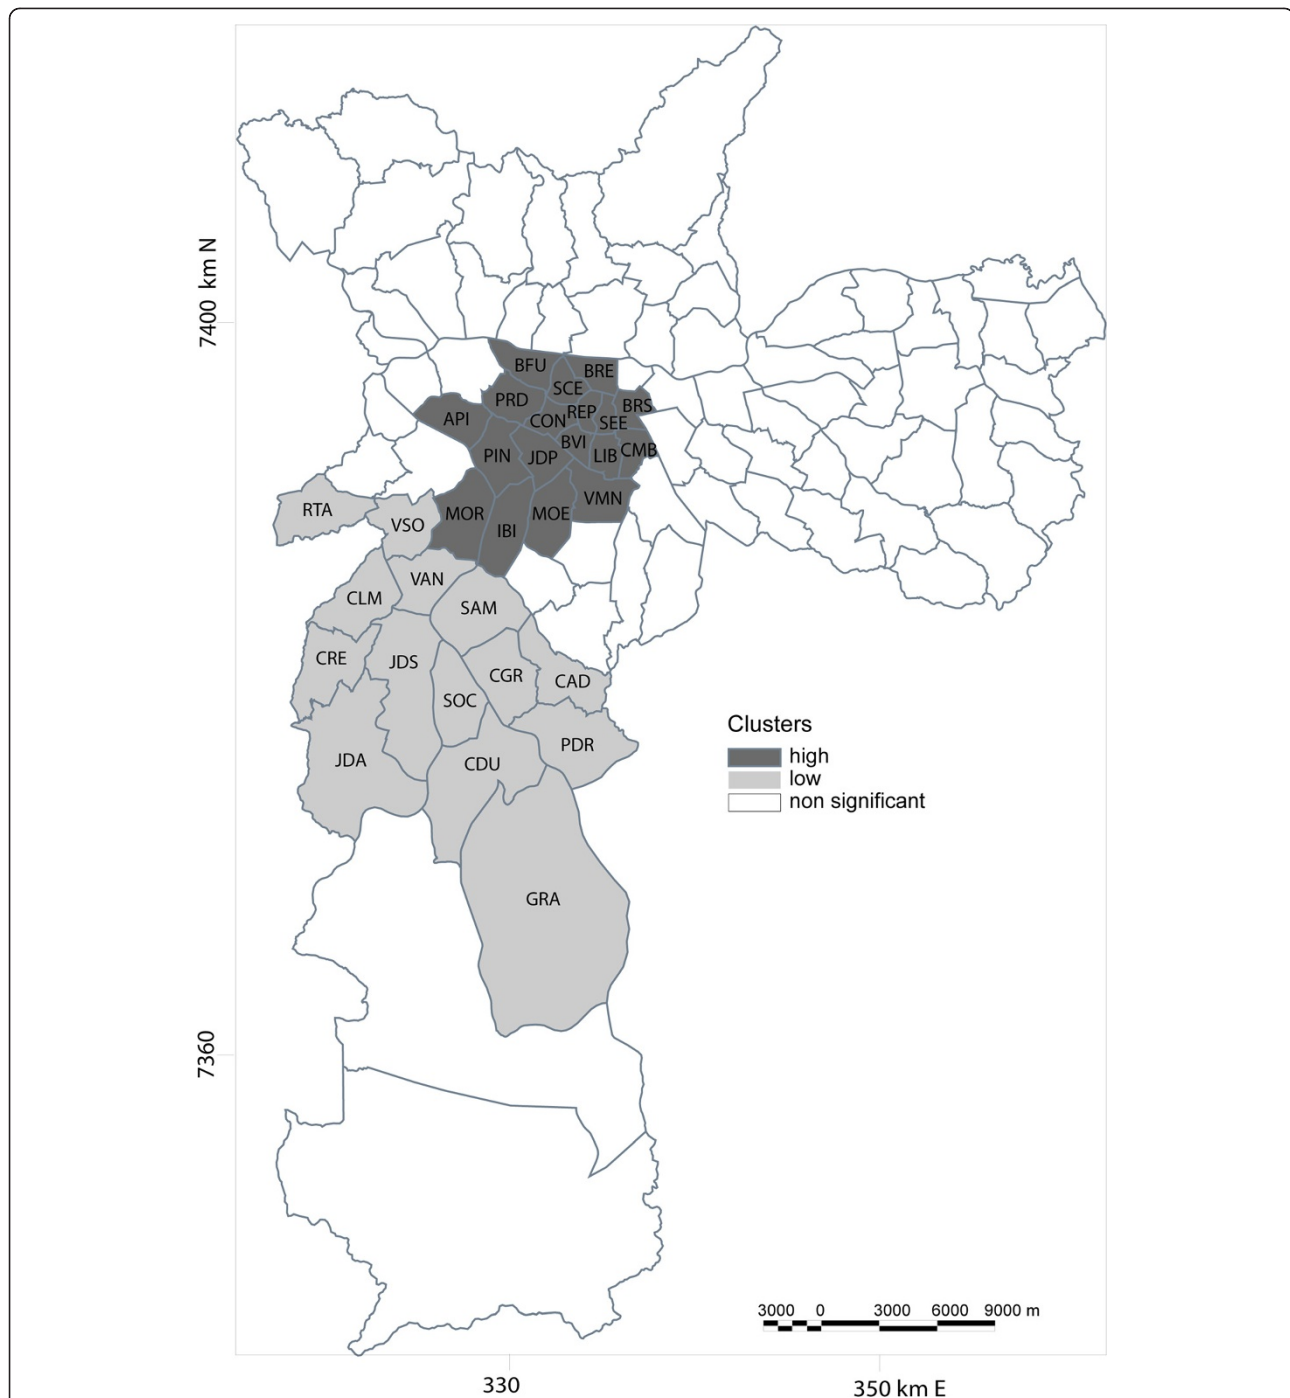 7400 km N
BFU
BRE
SCE
PRD
BRS
REP
API
CON
SEE
BVI
CMB
PIN
JDP
LIB
VMN
RTA
MOR
MOE
VSO
IBI
VAN
CLM
SAM
CRE
JDS
CGR
CAD
SOC
Clusters
PDR
high
JDA
CDU
low
non significant
GRA
7360
3000 0 3000 6000 9000 m
330
350 km E